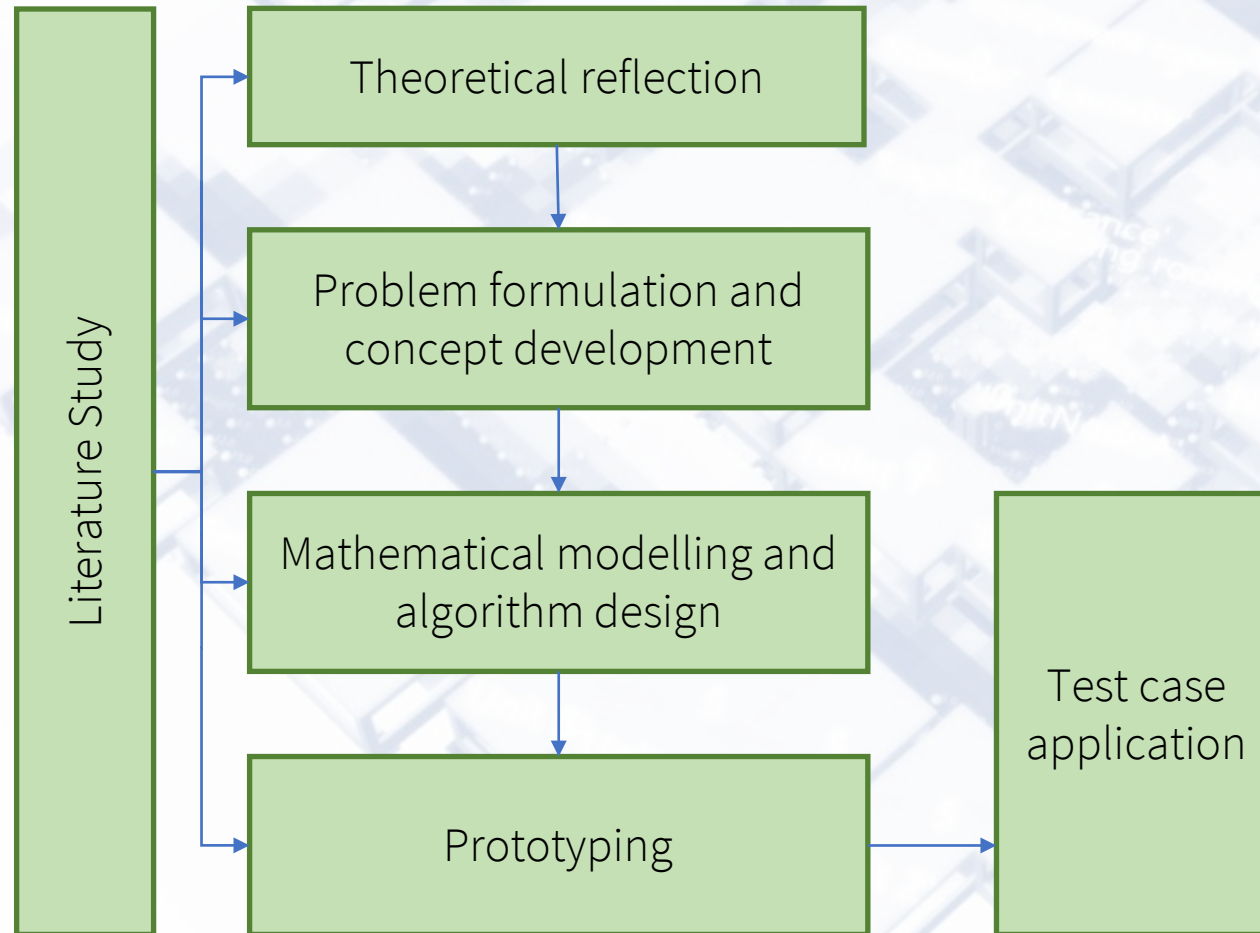 Literature Study
Theoretical reflection
Problem formulation and
concept development
Mathematical modelling and
algorithm design
Prototyping
Test case
application